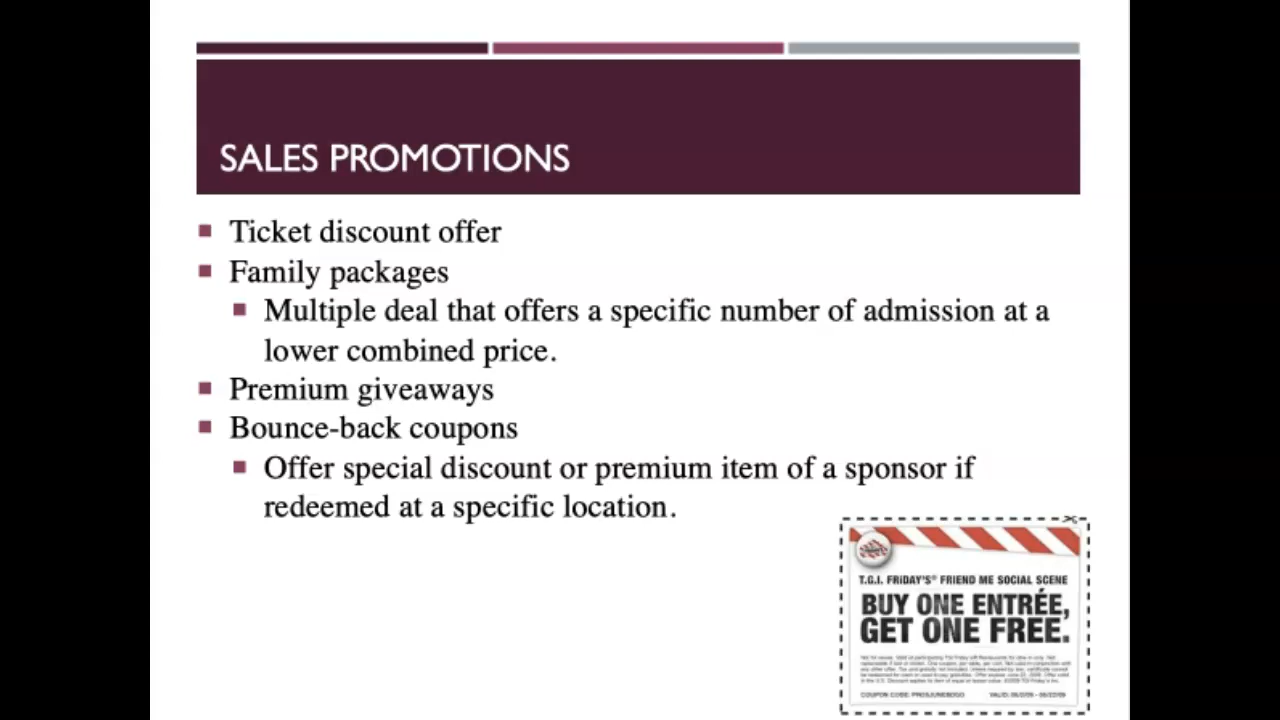 SALES PROMOTIONS
Ticket discount offer
Family packages
Multiple deal that offers a specific number of admission at a
lower combined price.
Premium giveaways
Bounce-back coupons
Offer special discount or premium item of a sponsor if
redeemed at a specific location.
T.G.I. FRIDAY'S® FRIEND ME SOCIAL SCENE
BUY ONE ENTRÉE,
GET ONE FREE.